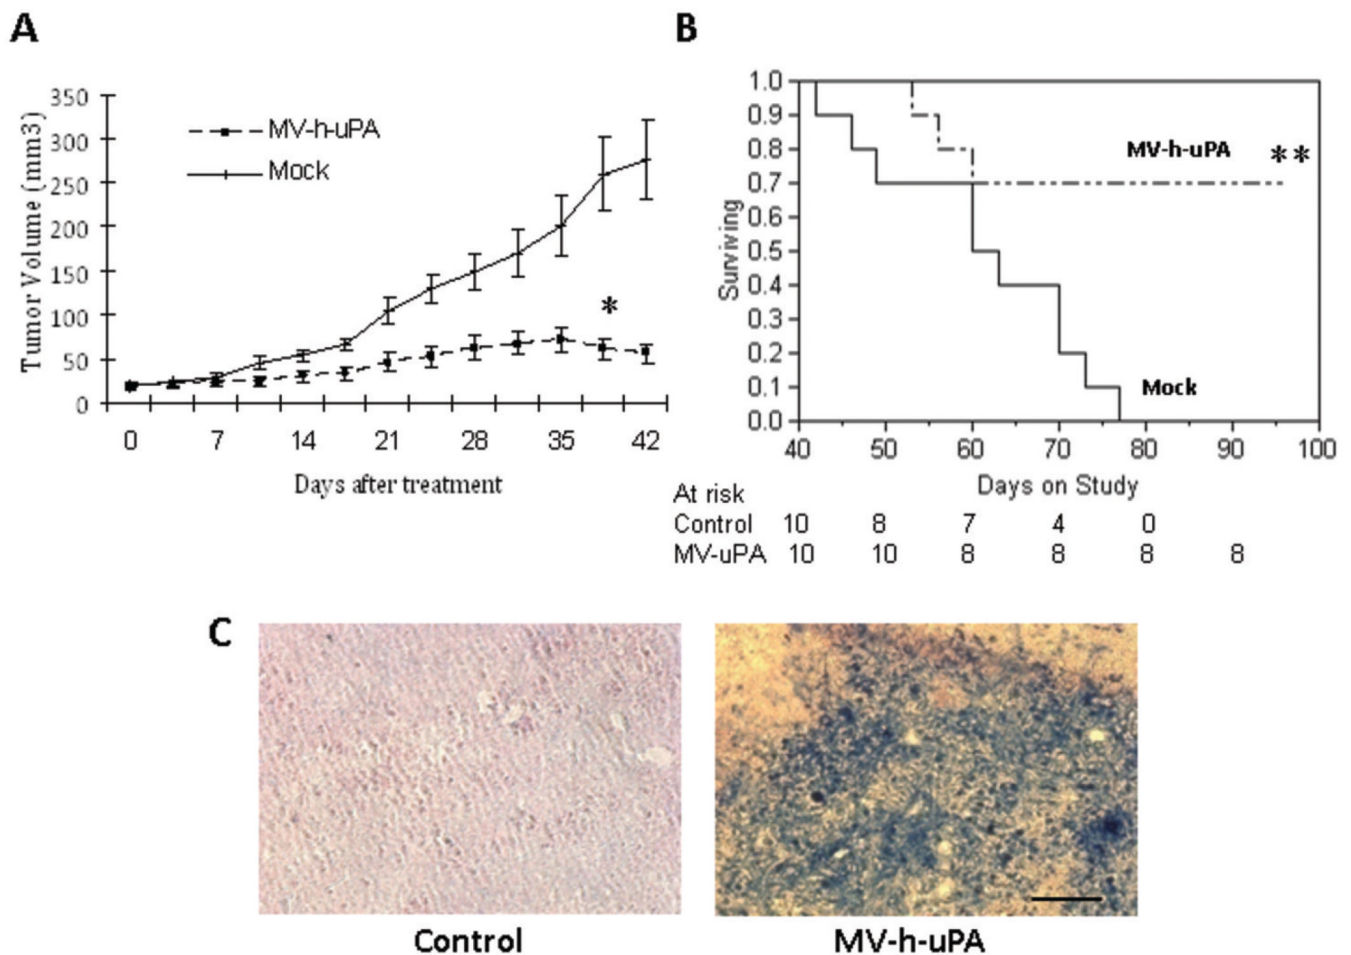 A
Tumor Volume (mm3)
350
300
250
200
150
100
50
0
MV-h-uPA
Mock
*
0 7 14 21 28 35 42
Days after treatment
B
Surviving
1.0
0.9
0.8
0.7
0.6
0.5
0.4
0.3
0.2
0.1
0.0
MV-h-uPA **
Mock
40 50 60 70 80 90 100
Days on Study
At risk
Control 10 8 7 4 0
MV-uPA 10 10 8 8 8 8
C
Control
MV-h-uPA